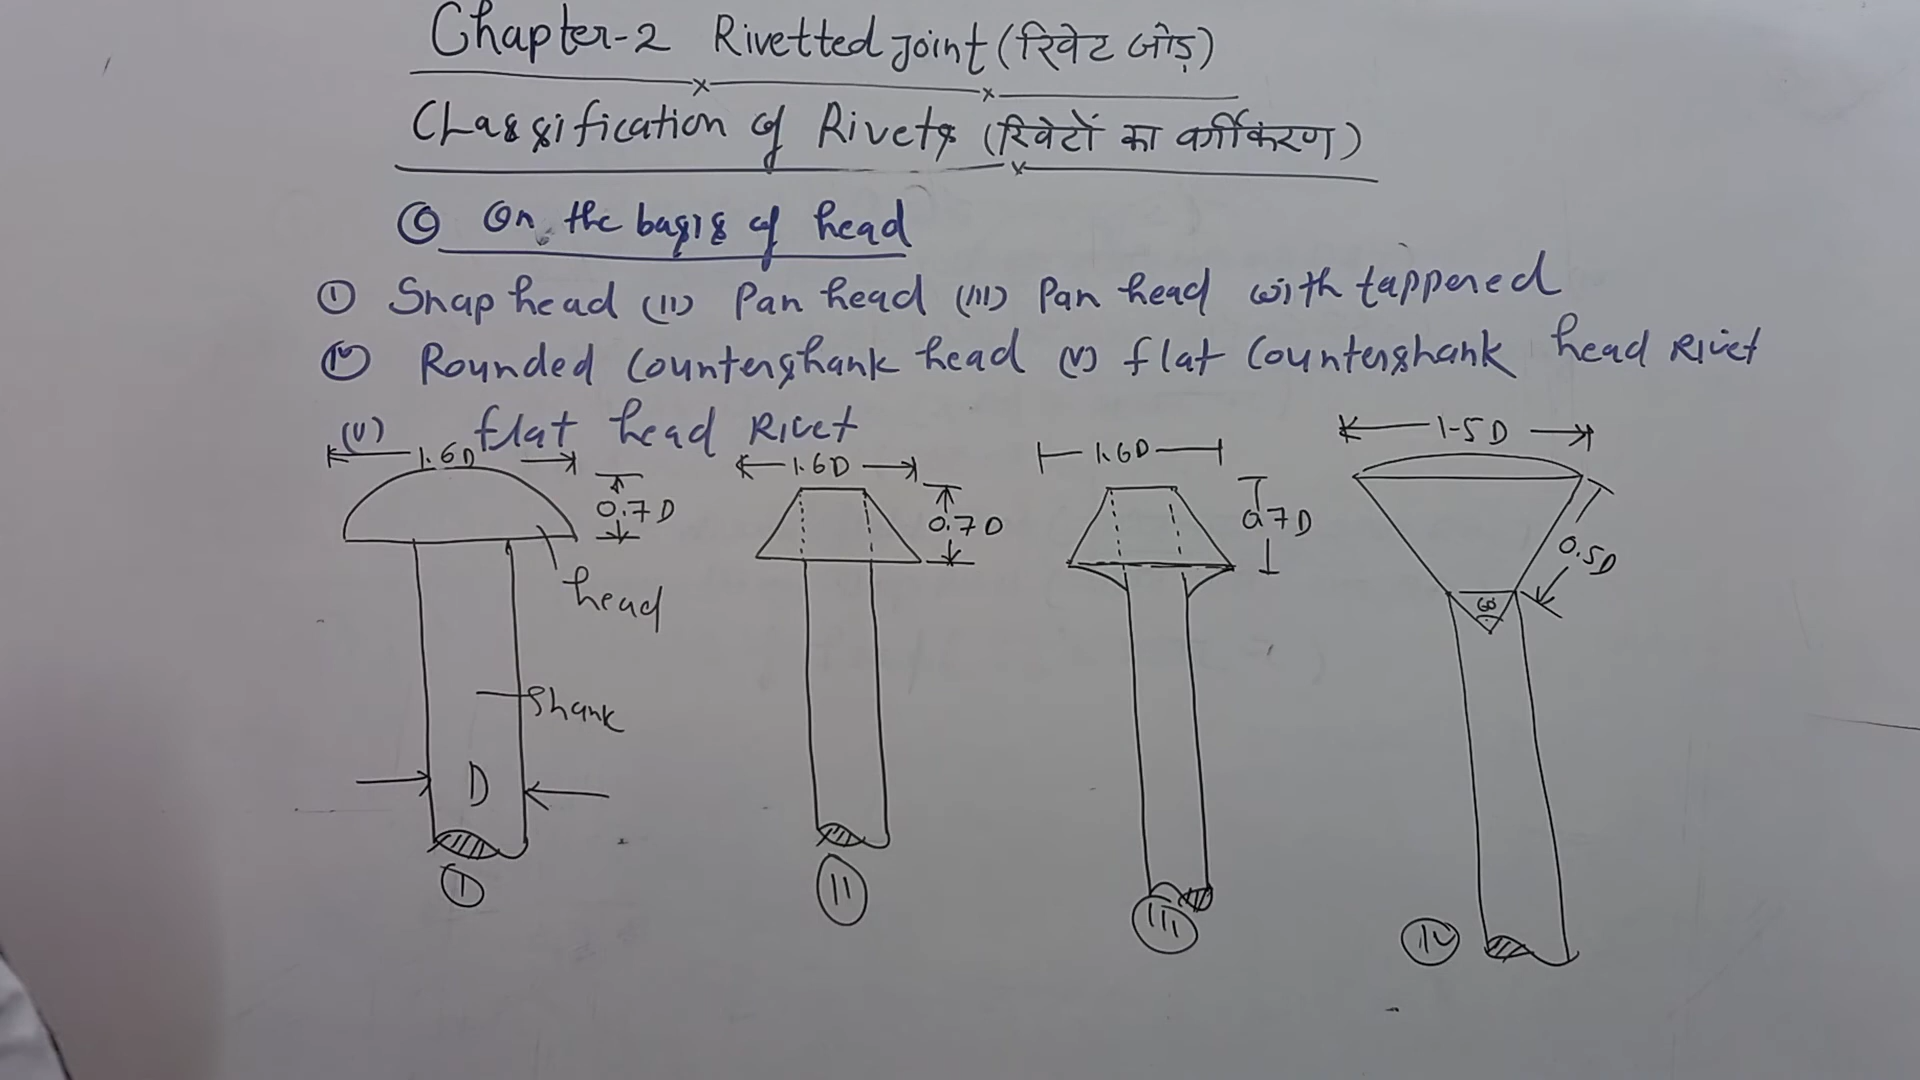 Chapter-2 Rivetted joint (रिवेट जोड़)
Classification of Rivets (रिवेटों का वर्गीकरण)
© On the basis of head
① Snap head (II) Pan head (III) Pan head with tappered
(IV) Rounded Countershank head (V) flat Countershank head Rivet
(V) flat head Rivet
1.6D 1.6D 1.6D 1.5D
0.7D 0.7D 0.7D 0.5D
head 60°
Shank
D
I II III IV